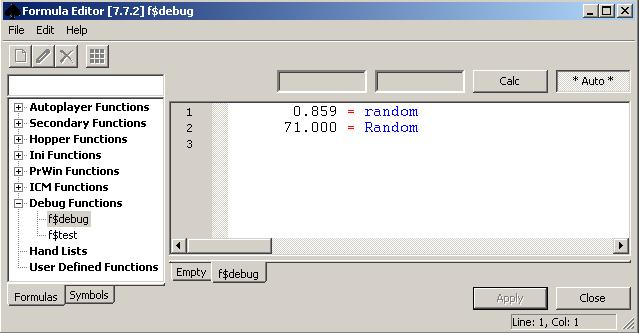 Formula Editor [7.7.2] f$debug
File Edit Help
Calc * Auto *
Autoplayer Functions
Secondary Functions
Hopper Functions
Ini Functions
PrWin Functions
ICM Functions
Debug Functions
f$debug
f$test
Hand Lists
User Defined Functions
Formulas Symbols
1 0.859 = random
2 71.000 = Random
3
Empty f$debug
Apply Close
Line: 1, Col: 1